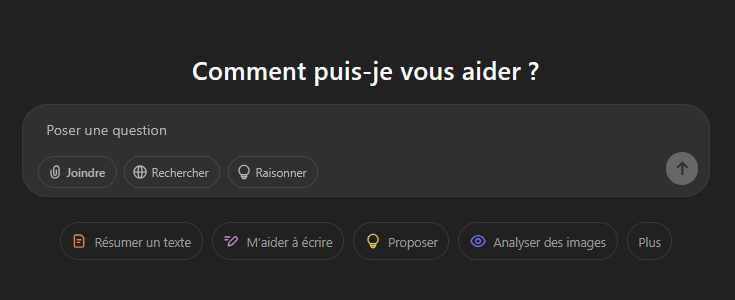 Comment puis-je vous aider ?
Poser une question
Joindre Rechercher Raisonner
Résumer un texte M'aider à écrire Proposer Analyser des images Plus